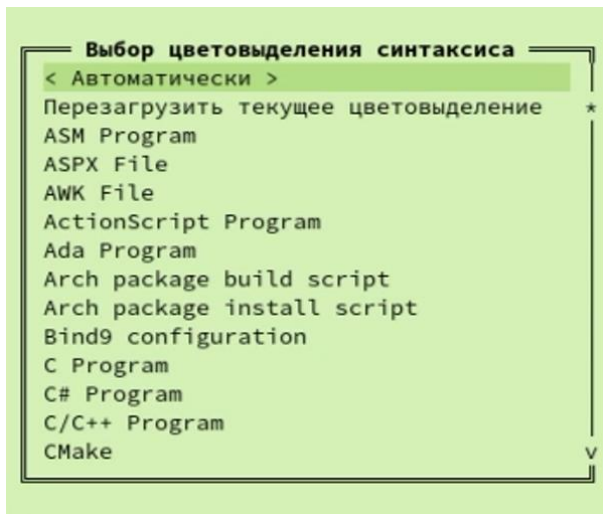 Выбор цветовыделения синтаксиса
< Автоматически >
Перезагрузить текущее цветовыделение *
ASM Program
ASPX File
AWK File
ActionScript Program
Ada Program
Arch package build script
Arch package install script
Bind9 configuration
C Program
C# Program
C/C++ Program
CMake v